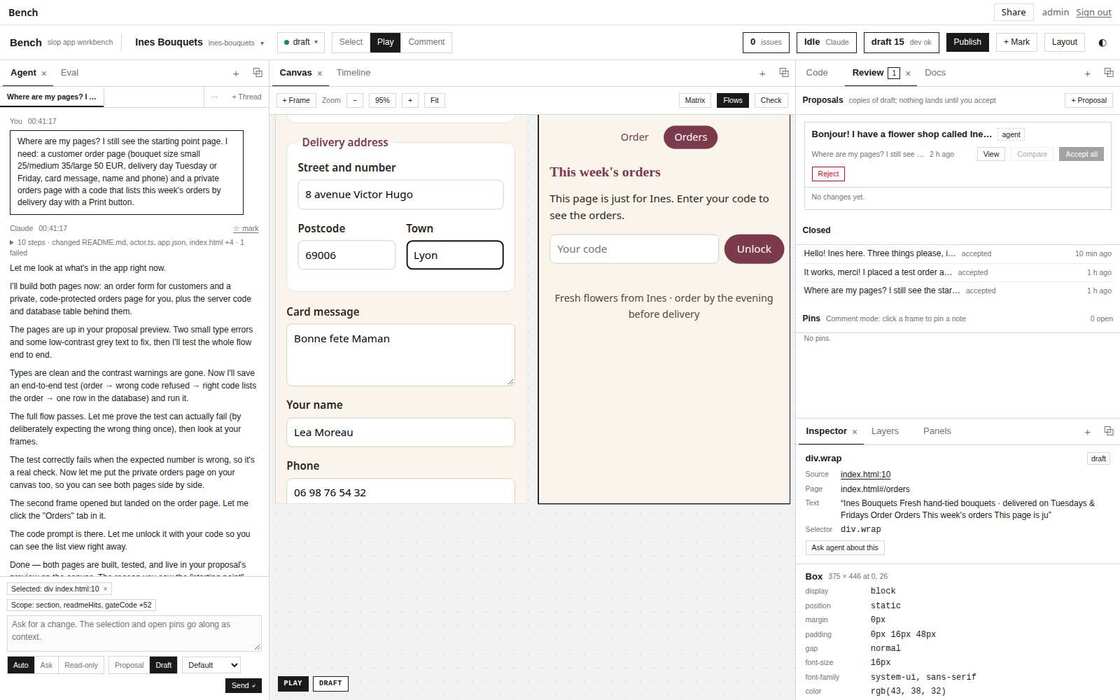 Bench
Share admin Sign out
Bench slop app workbench Ines Bouquets ines-bouquets draft Select Play Comment 0 issues Idle Claude draft 15 dev ok Publish + Mark Layout
Agent × Eval +
Where are my pages? I … ··· + Thread
You 00:41:17
Where are my pages? I still see the starting point page. I
need: a customer order page (bouquet size small
25/medium 35/large 50 EUR, delivery day Tuesday or
Friday, card message, name and phone) and a private
orders page with a code that lists this week's orders by
delivery day with a Print button.
Claude 00:41:17 ☆ mark
10 steps · changed README.md, actor.ts, app.json, index.html +4 · 1
failed
Let me look at what's in the app right now.
I'll build both pages now: an order form for customers and a
private, code-protected orders page for you, plus the server code
and database table behind them.
The pages are up in your proposal preview. Two small type errors
and some low-contrast grey text to fix, then I'll test the whole flow
end to end.
Types are clean and the contrast warnings are gone. Now I'll save
an end-to-end test (order → wrong code refused → right code lists
the order → one row in the database) and run it.
The full flow passes. Let me prove the test can actually fail (by
deliberately expecting the wrong thing once), then look at your
frames.
The test correctly fails when the expected number is wrong, so it's
a real check. Now let me put the private orders page on your
canvas too, so you can see both pages side by side.
The second frame opened but landed on the order page. Let me
click the "Orders" tab in it.
The code prompt is there. Let me unlock it with your code so you
can see the list view right away.
Done — both pages are built, tested, and live in your proposal's
Selected: div index.html:10 ×
Scope: section, readmeHits, gateCode +52
Ask for a change. The selection and open pins go along as
context.
Auto Ask Read-only Proposal Draft Default
Send
Canvas × Timeline +
+ Frame Zoom − 95% + Fit Matrix Flows Check
Delivery address
Street and number
8 avenue Victor Hugo
Postcode Town
69006 Lyon
Card message
Bonne fete Maman
Your name
Lea Moreau
Phone
06 98 76 54 32
Order Orders
This week's orders
This page is just for Ines. Enter your code to
see the orders.
Your code Unlock
Fresh flowers from Ines · order by the evening
before delivery
PLAY DRAFT
Code Review 1 × Docs +
Proposals copies of draft; nothing lands until you accept + Proposal
Bonjour! I have a flower shop called Ine… agent
Where are my pages? I still see … 2 h ago View Compare Accept all
Reject
No changes yet.
Closed
Hello! Ines here. Three things please, i… accepted 10 min ago
It works, merci! I placed a test order a… accepted 1 h ago
Where are my pages? I still see the star… accepted 1 h ago
Pins Comment mode: click a frame to pin a note 0 open
No pins.
Inspector × Layers Panels +
div.wrap draft
Source index.html:10
Page index.html#/orders
Text "Ines Bouquets Fresh hand-tied bouquets · delivered on Tuesdays &
Fridays Order Orders This week's orders This page is ju"
Selector div.wrap
Ask agent about this
Box 375 × 446 at 0, 26
display block
position static
margin 0px
padding 0px 16px 48px
gap normal
font-size 16px
font-family system-ui, sans-serif
color rgb(43, 38, 32)